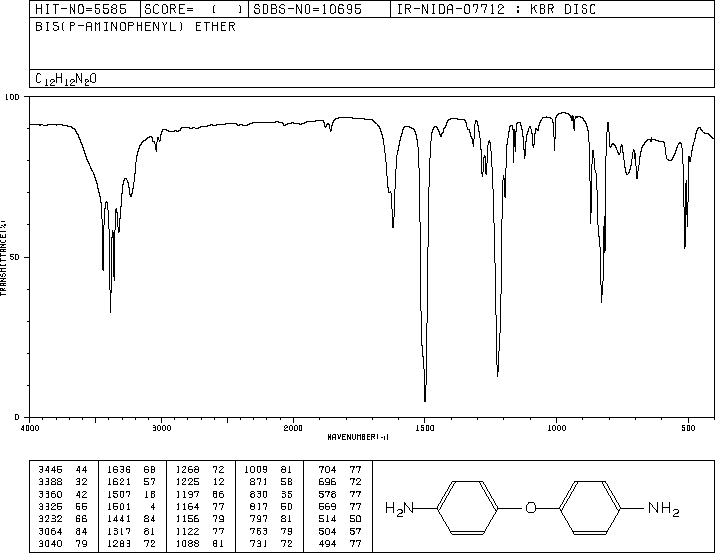 HIT-NO=5585 SCORE= ( ) SDBS-NO=10695 IR-NIDA-07712 : KBR DISC
BIS(P-AMINOPHENYL) ETHER
C12H12N2O
100
50
0
TRANSMITTANCE(%)
4000 3000 2000 1500 1000 500
WAVENUMBER(-1)
3445 44 1636 68 1268 72 1009 81 704 77
3388 32 1621 57 1225 12 871 58 696 72
3360 42 1507 18 1197 66 830 35 578 77
3325 55 1501 4 1164 77 817 50 569 77
3232 66 1441 84 1156 79 797 81 514 50
3064 84 1317 81 1122 77 763 79 504 57
3040 79 1283 72 1088 81 731 72 494 77
H2N O NH2